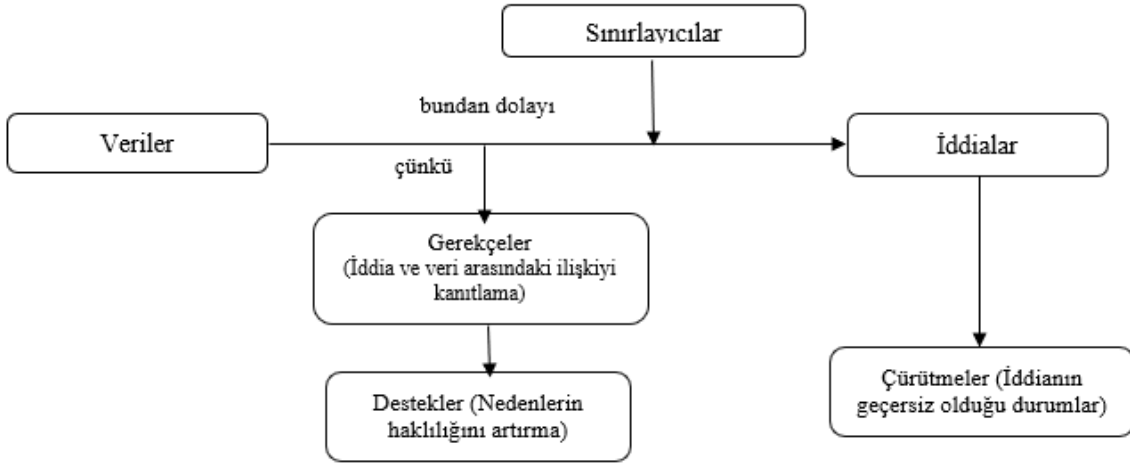 Sınırlayıcılar
bundan dolayı
Veriler
İddialar
çünkü
Gerekçeler
(İddia ve veri arasındaki ilişkiyi
kanıtlama)
Çürütmeler (İddianın
geçersiz olduğu durumlar)
Destekler (Nedenlerin
haklılığını artırma)